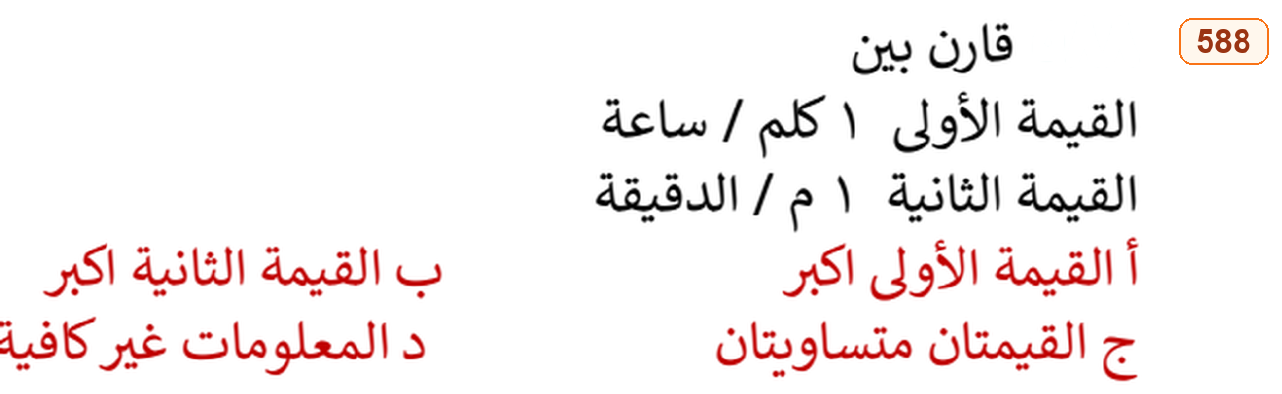 588
قارن بين
القيمة الأولى ١ كلم / ساعة
القيمة الثانية ١ م / الدقيقة
أ القيمة الأولى اكبر ب القيمة الثانية اكبر
ج القيمتان متساويتان د المعلومات غير كافية